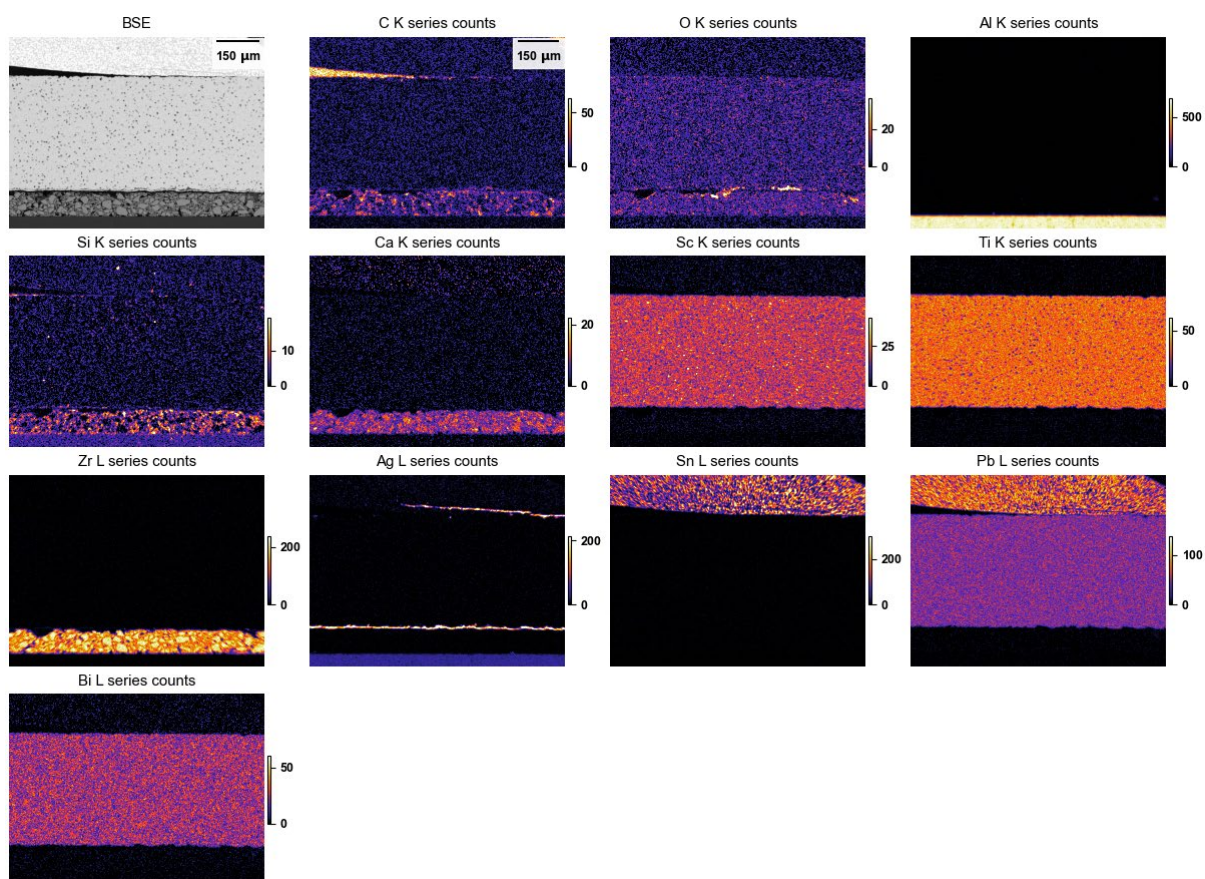 BSE
150 μm
C K series counts
150 μm
50
0
O K series counts
20
0
Al K series counts
500
0
Si K series counts
10
0
Ca K series counts
20
0
Sc K series counts
25
0
Ti K series counts
50
0
Zr L series counts
200
0
Ag L series counts
200
0
Sn L series counts
200
0
Pb L series counts
100
0
Bi L series counts
50
0